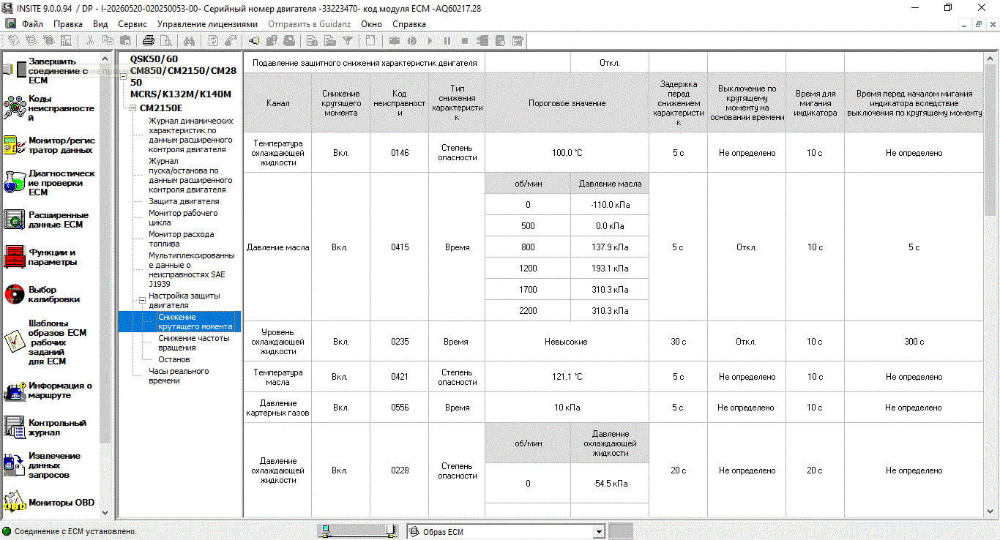 INSITE 9.0.0.94 / DP - I-20260520-020250053-00- Серийный номер двигателя -33223470- код модуля ECM -AQ60217.28
Файл Правка Вид Сервис Управление лицензиями Отправить в Guidanz Окно Справка
Завершить
соединение с
ECM
Коды
неисправносте
й
Монитор/регис
тратор данных
Диагностическ
ие проверки
ECM
Расширенные
данные ECM
Функции и
параметры
Выбор
калибровки
Шаблоны
образов ECM
рабочих
заданий
для ECM
Информация о
маршруте
Контрольный
журнал
Извлечение
данных
запросов
Мониторы OBD
QSK50/60
CM850/CM2150/CM28
50
MCRS/K132M/K140M
CM2150E
Журнал динамических
характеристик по
данным расширенного
контроля двигателя
Журнал
пуска/останова по
данным расширенного
контроля двигателя
Защита двигателя
Монитор рабочего
цикла
Монитор расхода
топлива
Мультиплексированны
е данные о
неисправностях SAE
J1939
Настройка защиты
двигателя
Снижение
крутящего момента
Снижение частоты
вращения
Останов
Часы реального
времени
Подавление защитного снижения характеристик двигателя Откл.
Канал
Снижение
крутящего
момента
Код
неисправност
и
Тип
снижения
характеристи
к
Пороговое значение
Задержка
перед
снижением
характеристи
к
Выключение по
крутящему
моменту на
основании времени
Время для
мигания
индикатора
Время перед началом мигания
индикатора вследствие
выключения по крутящему моменту
Температура
охлаждающей
жидкости
Вкл.
0146
Степень
опасности
100,0 °C
5 с
Не определено
10 с
Не определено
Давление масла
Вкл.
0415
Время
об/мин Давление масла
0 -110.0 кПа
500 0.0 кПа
800 137.9 кПа
1200 193.1 кПа
1700 310.3 кПа
2200 310.3 кПа
5 с
Откл.
10 с
5 с
Уровень
охлаждающей
жидкости
Вкл.
0235
Время
Невысокие
30 с
Откл.
10 с
300 с
Температура
масла
Вкл.
0421
Степень
опасности
121,1 °C
5 с
Не определено
10 с
Не определено
Давление
картерных газов
Вкл.
0556
Время
10 кПа
5 с
Не определено
10 с
Не определено
Давление
охлаждающей
жидкости
Вкл.
0228
Степень
опасности
об/мин
Давление
охлаждающей
жидкости
0 -54.5 кПа
20 с
Не определено
20 с
Не определено
Соединение с ECM установлено.
Образ ECM